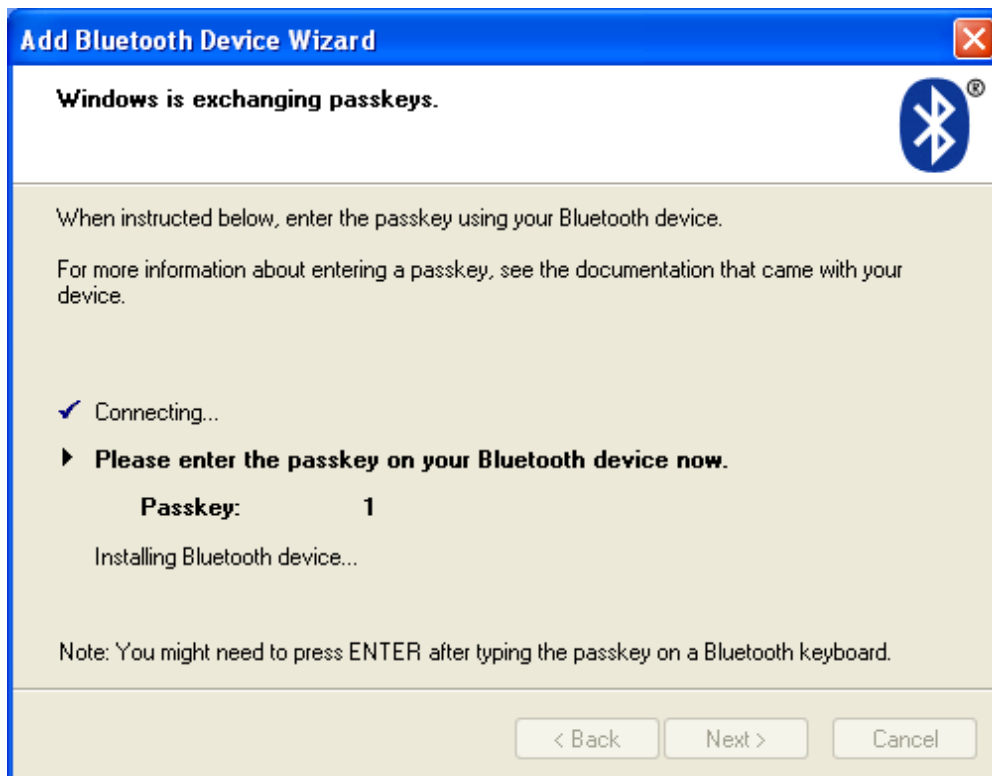 Add Bluetooth Device Wizard
Windows is exchanging passkeys.
®
When instructed below, enter the passkey using your Bluetooth device.
For more information about entering a passkey, see the documentation that came with your
device.
Connecting...
Please enter the passkey on your Bluetooth device now.
Passkey: 1
Installing Bluetooth device...
Note: You might need to press ENTER after typing the passkey on a Bluetooth keyboard.
< Back Next > Cancel